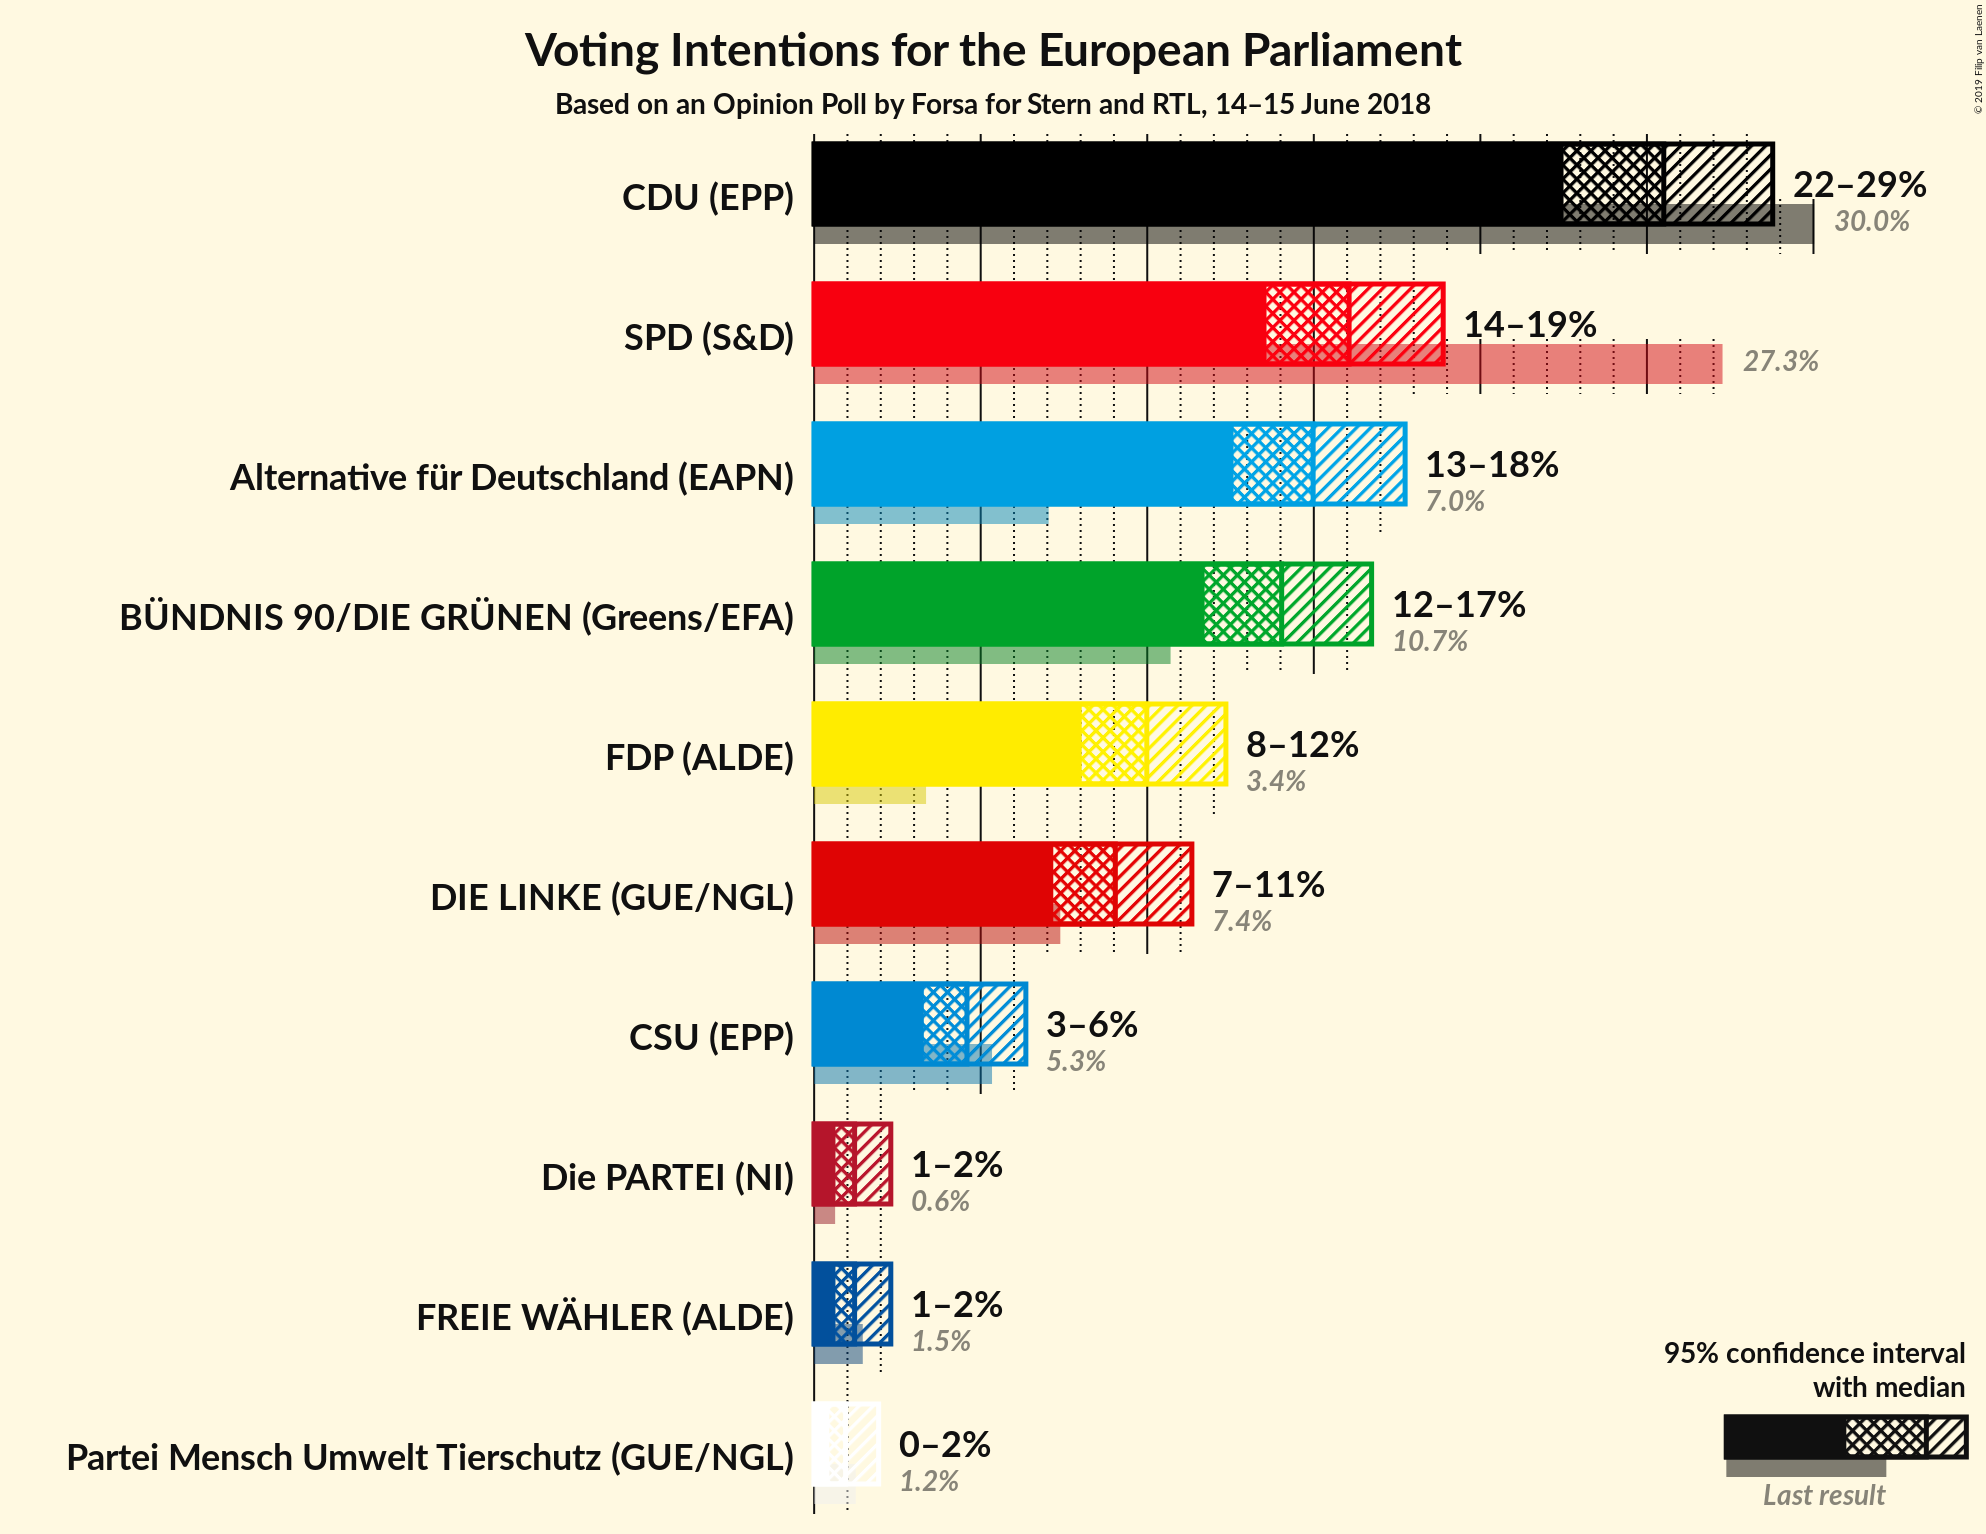 Voting Intentions for the European Parliament
Based on an Opinion Poll by Forsa for Stern and RTL, 14–15 June 2018
© 2019 Filip van Laenen
CDU (EPP)
22–29%
30.0%
SPD (S&D)
14–19%
27.3%
Alternative für Deutschland (EAPN)
13–18%
7.0%
BÜNDNIS 90/DIE GRÜNEN (Greens/EFA)
12–17%
10.7%
FDP (ALDE)
8–12%
3.4%
DIE LINKE (GUE/NGL)
7–11%
7.4%
CSU (EPP)
3–6%
5.3%
Die PARTEI (NI)
1–2%
0.6%
FREIE WÄHLER (ALDE)
1–2%
1.5%
Partei Mensch Umwelt Tierschutz (GUE/NGL)
0–2%
1.2%
95% confidence interval
with median
Last result